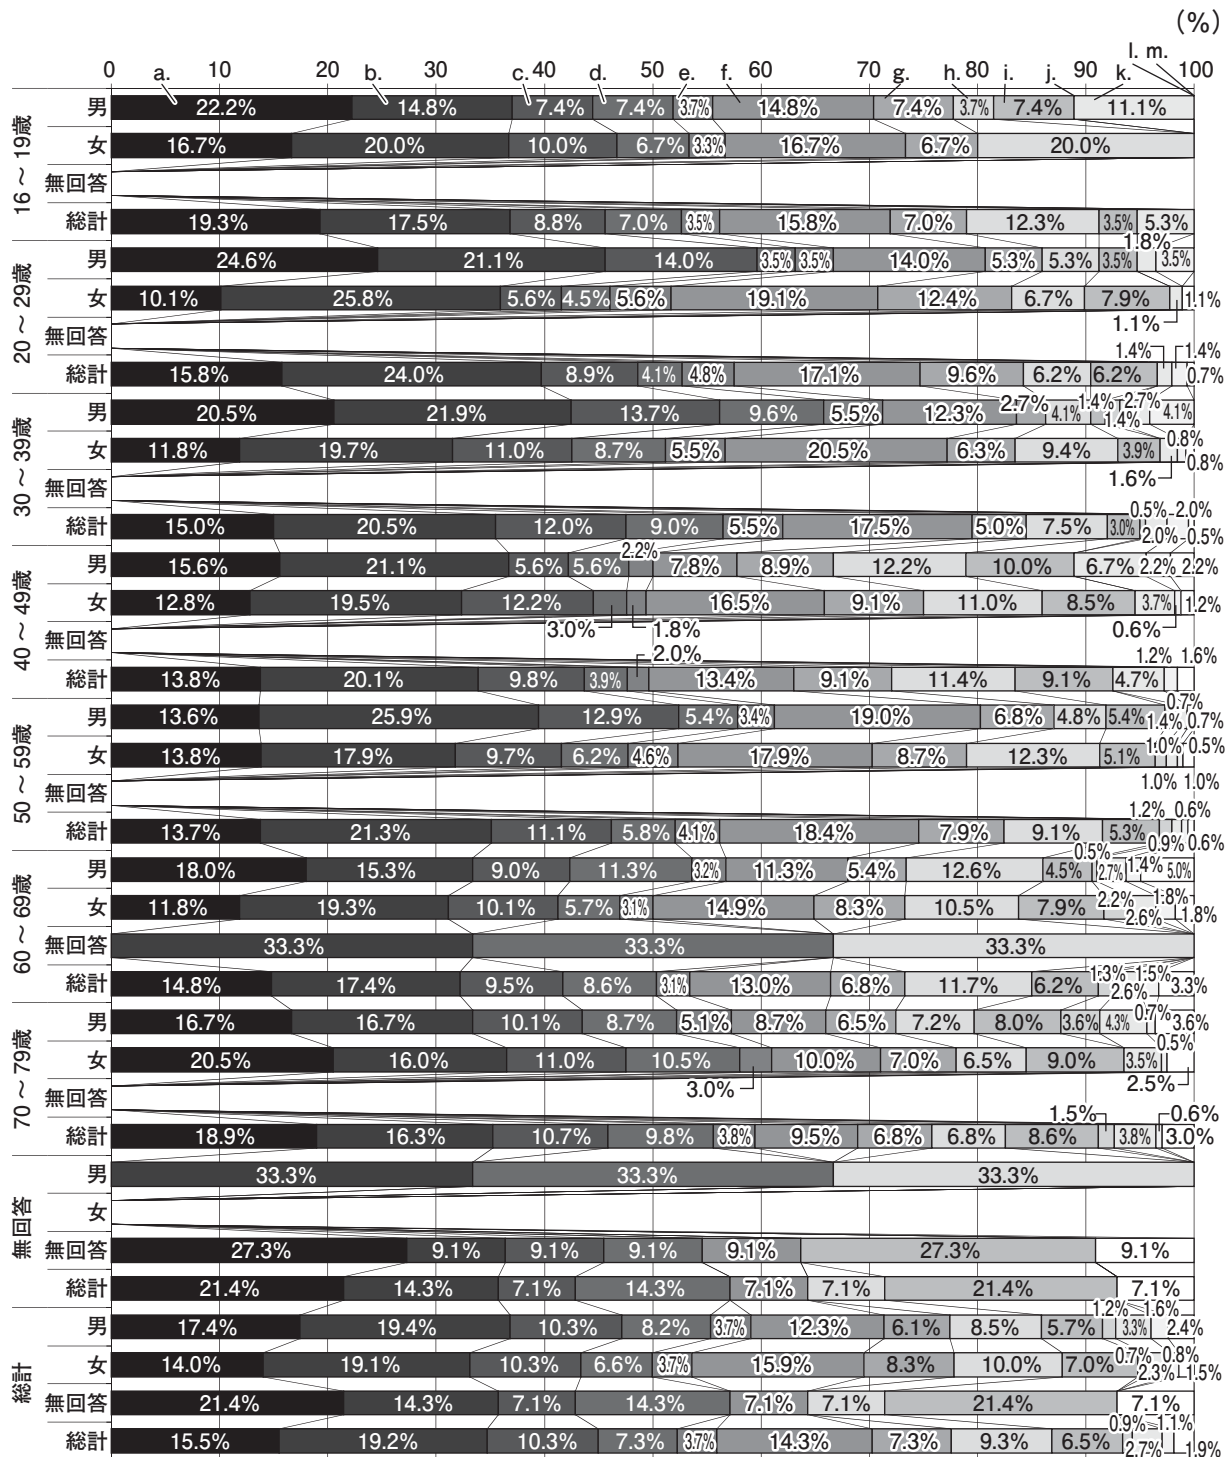 (%)
l. m.
a. b. c. d. e. f. g. h. i. j. k.
0 10 20 30 40 50 60 70 80 90 100
16～19歳
男 22.2% 14.8% 7.4% 7.4% 3.7% 14.8% 7.4% 3.7% 7.4% 11.1%
女 16.7% 20.0% 10.0% 6.7% 3.3% 16.7% 6.7% 20.0%
無回答
総計 19.3% 17.5% 8.8% 7.0% 3.5% 15.8% 7.0% 12.3% 3.5% 5.3%
20～29歳
男 24.6% 21.1% 14.0% 3.5% 3.5% 14.0% 5.3% 5.3% 3.5% 1.8% 3.5%
女 10.1% 25.8% 5.6% 4.5% 5.6% 19.1% 12.4% 6.7% 7.9% 1.1% 1.1%
無回答
総計 15.8% 24.0% 8.9% 4.1% 4.8% 17.1% 9.6% 6.2% 6.2% 1.4% 1.4% 0.7%
30～39歳
男 20.5% 21.9% 13.7% 9.6% 5.5% 12.3% 2.7% 4.1% 1.4% 1.4% 2.7% 4.1%
女 11.8% 19.7% 11.0% 8.7% 5.5% 20.5% 6.3% 9.4% 3.9% 1.6% 0.8% 0.8%
無回答
総計 15.0% 20.5% 12.0% 9.0% 5.5% 17.5% 5.0% 7.5% 3.0% 0.5% 2.0% 2.0% 0.5%
40～49歳
男 15.6% 21.1% 5.6% 5.6% 2.2% 7.8% 8.9% 12.2% 10.0% 6.7% 2.2% 2.2%
女 12.8% 19.5% 12.2% 3.0% 1.8% 16.5% 9.1% 11.0% 8.5% 3.7% 0.6% 1.2%
無回答
総計 13.8% 20.1% 9.8% 3.9% 2.0% 13.4% 9.1% 11.4% 9.1% 4.7% 1.2% 1.6%
50～59歳
男 13.6% 25.9% 12.9% 5.4% 3.4% 19.0% 6.8% 4.8% 5.4% 1.4% 0.7% 0.7%
女 13.8% 17.9% 9.7% 6.2% 4.6% 17.9% 8.7% 12.3% 5.1% 1.0% 1.0% 0.5% 1.0%
無回答
総計 13.7% 21.3% 11.1% 5.8% 4.1% 18.4% 7.9% 9.1% 5.3% 1.2% 0.9% 0.6% 0.6%
60～69歳
男 18.0% 15.3% 9.0% 11.3% 3.2% 11.3% 5.4% 12.6% 4.5% 0.5% 2.7% 1.4% 5.0%
女 11.8% 19.3% 10.1% 5.7% 3.1% 14.9% 8.3% 10.5% 7.9% 2.2% 2.6% 1.8% 1.8%
無回答 33.3% 33.3% 33.3%
総計 14.8% 17.4% 9.5% 8.6% 3.1% 13.0% 6.8% 11.7% 6.2% 1.3% 2.6% 1.5% 3.3%
70～79歳
男 16.7% 16.7% 10.1% 8.7% 5.1% 8.7% 6.5% 7.2% 8.0% 3.6% 4.3% 0.7% 3.6%
女 20.5% 16.0% 11.0% 10.5% 3.0% 10.0% 7.0% 6.5% 9.0% 3.5% 0.5% 2.5%
無回答
総計 18.9% 16.3% 10.7% 9.8% 3.8% 9.5% 6.8% 6.8% 8.6% 1.5% 3.8% 0.6% 3.0%
無回答
男 33.3% 33.3% 33.3%
女
無回答 27.3% 9.1% 9.1% 9.1% 9.1% 27.3% 9.1%
総計 21.4% 14.3% 7.1% 14.3% 7.1% 7.1% 21.4% 7.1%
総計
男 17.4% 19.4% 10.3% 8.2% 3.7% 12.3% 6.1% 8.5% 5.7% 1.2% 3.3% 1.6% 2.4%
女 14.0% 19.1% 10.3% 6.6% 3.7% 15.9% 8.3% 10.0% 7.0% 0.7% 2.3% 0.8% 1.5%
無回答 21.4% 14.3% 7.1% 14.3% 7.1% 7.1% 21.4% 7.1%
総計 15.5% 19.2% 10.3% 7.3% 3.7% 14.3% 7.3% 9.3% 6.5% 0.9% 2.7% 1.1% 1.9%